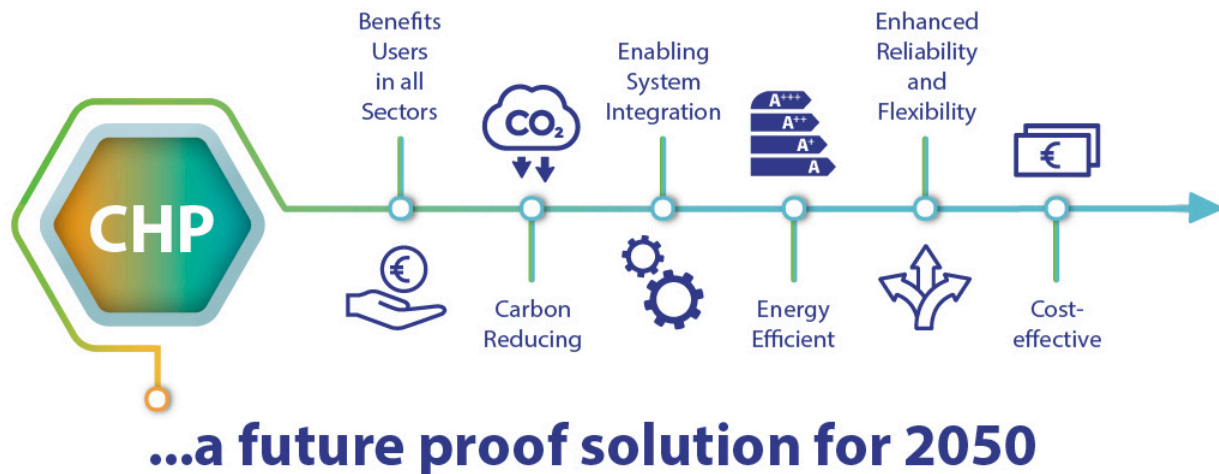 CHP
Benefits
Users
in all
Sectors
€
CO₂
Carbon
Reducing
Enabling
System
Integration
A+++
A++
A+
A
Energy
Efficient
Enhanced
Reliability
and
Flexibility
€
Cost-
effective
...a future proof solution for 2050